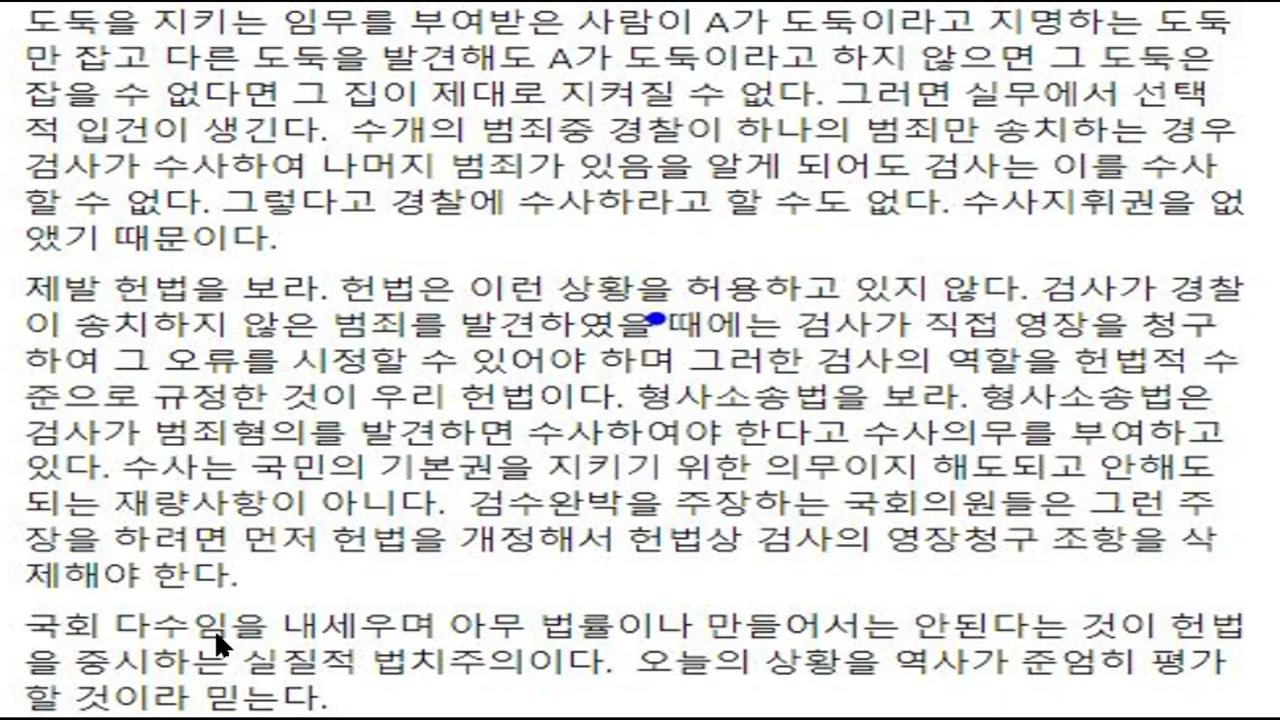 도둑을 지키는 임무를 부여받은 사람이 A가 도둑이라고 지명하는 도둑
만 잡고 다른 도둑을 발견해도 A가 도둑이라고 하지 않으면 그 도둑은
잡을 수 없다면 그 집이 제대로 지켜질 수 없다. 그러면 실무에서 선택
적 입건이 생긴다. 수개의 범죄중 경찰이 하나의 범죄만 송치하는 경우
검사가 수사하여 나머지 범죄가 있음을 알게 되어도 검사는 이를 수사
할 수 없다. 그렇다고 경찰에 수사하라고 할 수도 없다. 수사지휘권을 없
앴기 때문이다.
제발 헌법을 보라. 헌법은 이런 상황을 허용하고 있지 않다. 검사가 경찰
이 송치하지 않은 범죄를 발견하였을 때에는 검사가 직접 영장을 청구
하여 그 오류를 시정할 수 있어야 하며 그러한 검사의 역할을 헌법적 수
준으로 규정한 것이 우리 헌법이다. 형사소송법을 보라. 형사소송법은
검사가 범죄혐의를 발견하면 수사하여야 한다고 수사의무를 부여하고
있다. 수사는 국민의 기본권을 지키기 위한 의무이지 해도되고 안해도
되는 재량사항이 아니다. 검수완박을 주장하는 국회의원들은 그런 주
장을 하려면 먼저 헌법을 개정해서 헌법상 검사의 영장청구 조항을 삭
제해야 한다.
국회 다수임을 내세우며 아무 법률이나 만들어서는 안된다는 것이 헌법
을 중시하는 실질적 법치주의이다. 오늘의 상황을 역사가 준엄히 평가
할 것이라 믿는다.